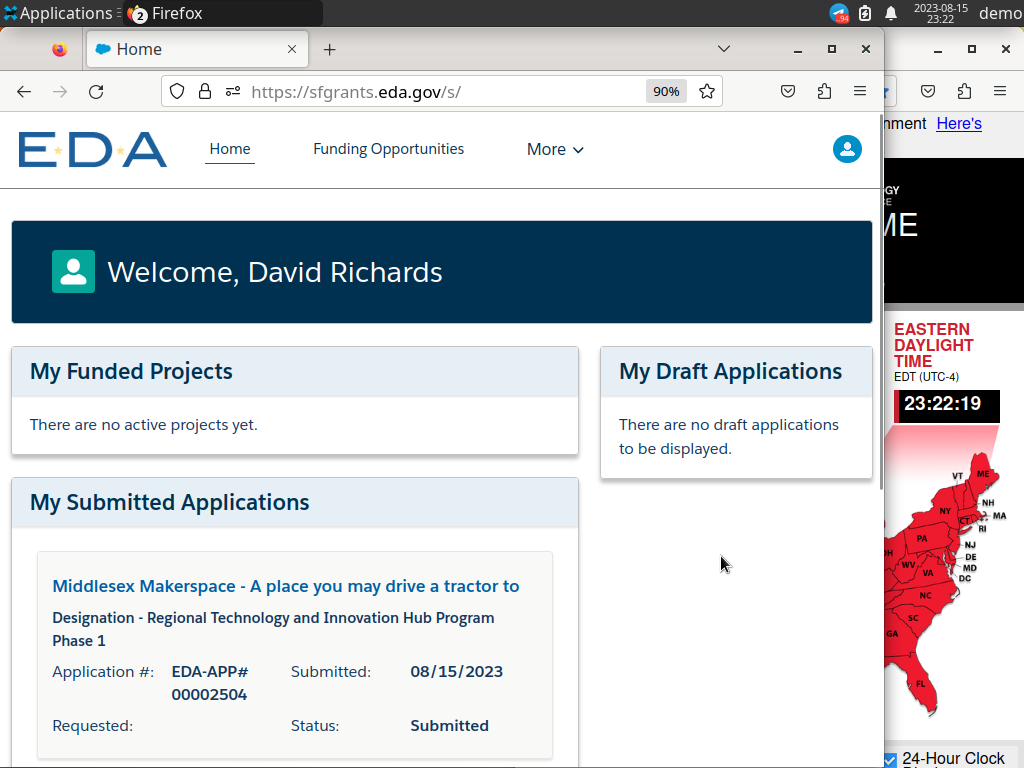 Applications
2 Firefox
94
2023-08-15
23:22
demo
Home
https://sfgrants.eda.gov/s/
90%
EDA
Home
Funding Opportunities
More
Welcome, David Richards
My Funded Projects
There are no active projects yet.
My Draft Applications
There are no draft applications
to be displayed.
My Submitted Applications
Middlesex Makerspace - A place you may drive a tractor to
Designation - Regional Technology and Innovation Hub Program
Phase 1
Application #: EDA-APP# Submitted: 08/15/2023
00002504
Requested: Status: Submitted
nment Here's
GY
CE
ME
EASTERN
DAYLIGHT
TIME
EDT (UTC-4)
23:22:19
VT
ME
NH
NY
MA
CT
RI
PA
NJ
OH
DE
WV
MD
VA
DC
NC
SC
GA
FL
24-Hour Clock